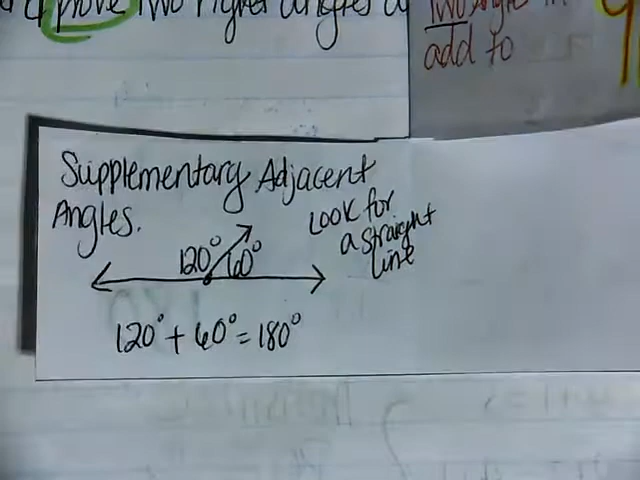 prove Two higher angles a
Two angle
add to
Supplementary Adjacent
Angles.
Look for
a straight
line
120° 60°
120° + 60° = 180°